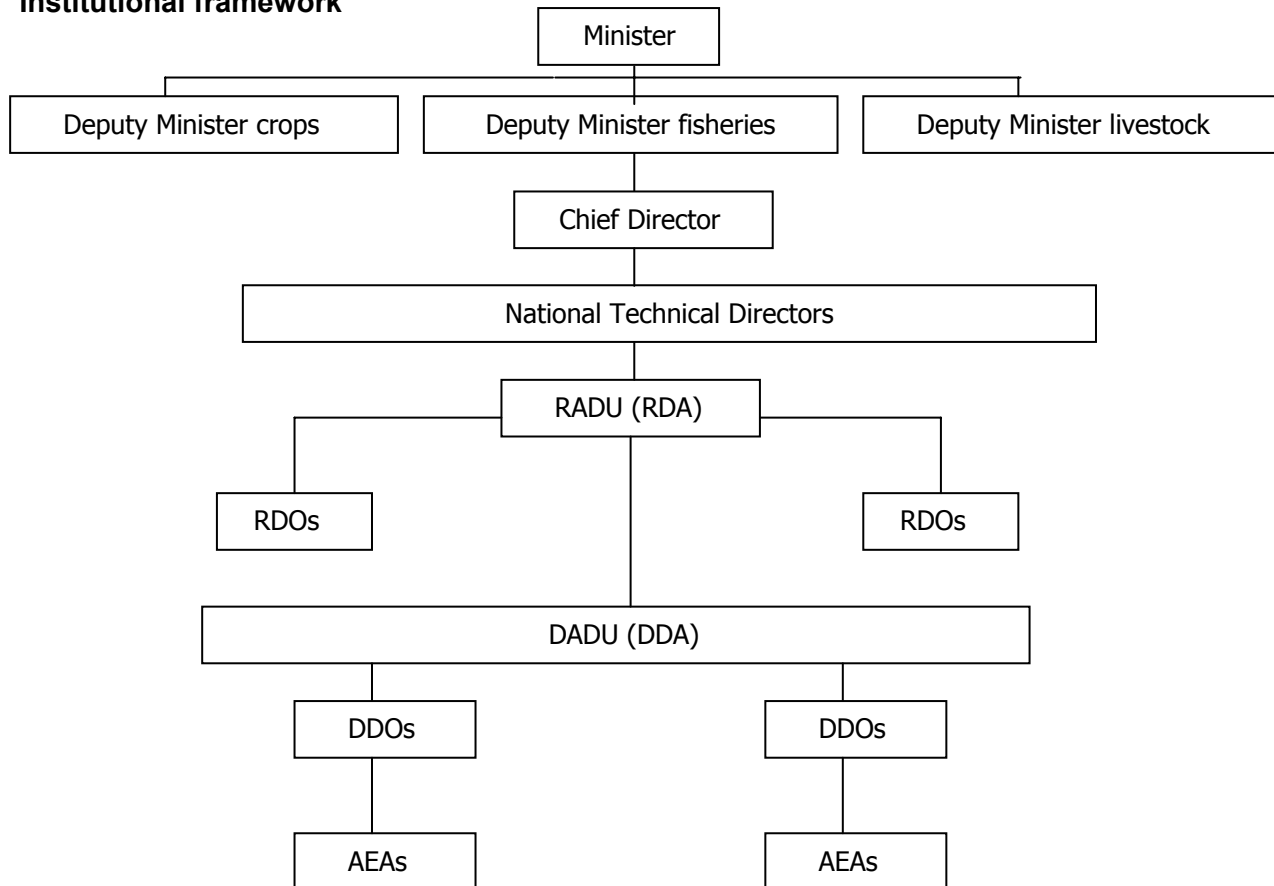 Institutional framework
Minister
Deputy Minister crops
Deputy Minister fisheries
Deputy Minister livestock
Chief Director
National Technical Directors
RADU (RDA)
RDOs
RDOs
DADU (DDA)
DDOs
DDOs
AEAs
AEAs